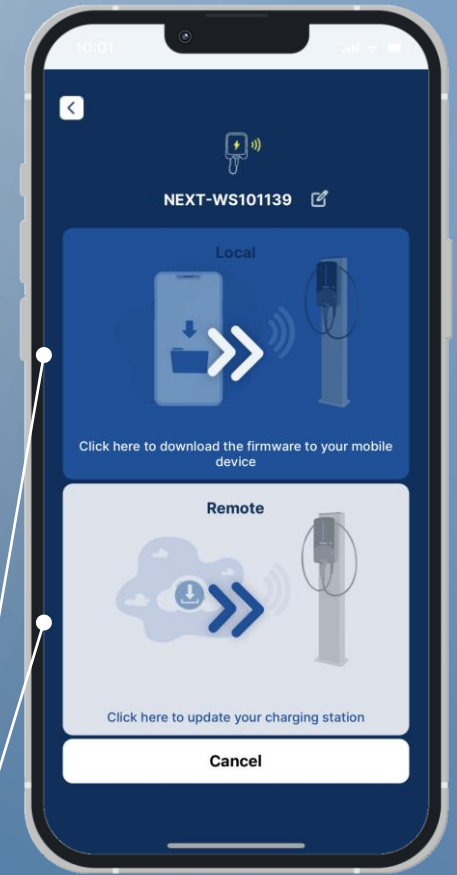 10:01
NEXT-WS101139
Local
Click here to download the firmware to your mobile
device
Remote
Click here to update your charging station
Cancel